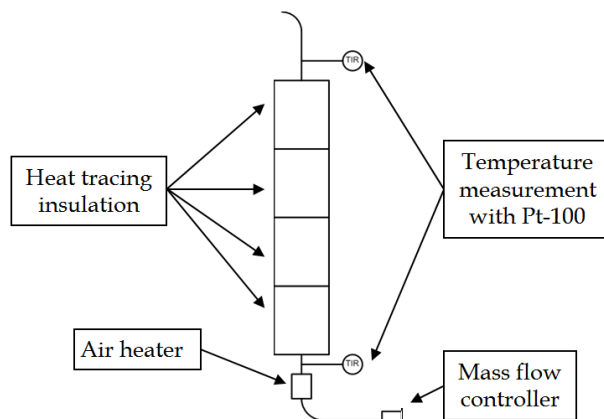 TIR
Heat tracing
insulation
Temperature
measurement
with Pt-100
Air heater
TIR
Mass flow
controller